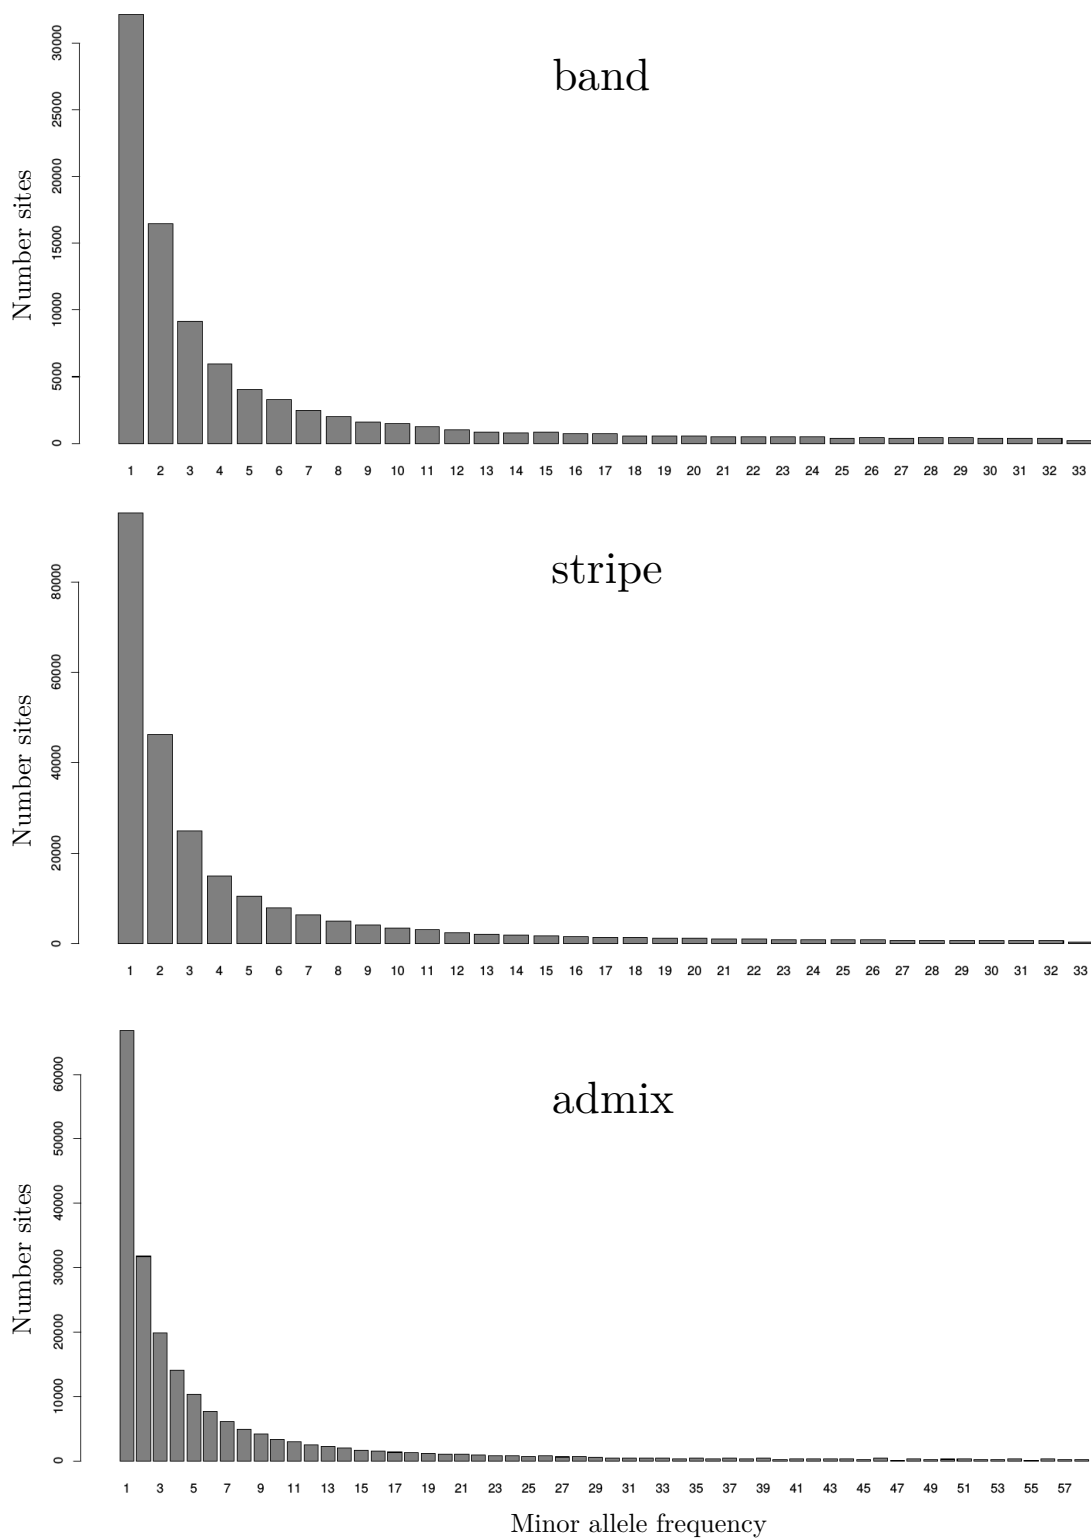 band
Number sites
0 5000 10000 15000 20000 25000 30000
1 2 3 4 5 6 7 8 9 10 11 12 13 14 15 16 17 18 19 20 21 22 23 24 25 26 27 28 29 30 31 32 33
stripe
Number sites
0 20000 40000 60000 80000
1 2 3 4 5 6 7 8 9 10 11 12 13 14 15 16 17 18 19 20 21 22 23 24 25 26 27 28 29 30 31 32 33
admix
Number sites
0 10000 20000 30000 40000 50000 60000
1 3 5 7 9 11 13 15 17 19 21 23 25 27 29 31 33 35 37 39 41 43 45 47 49 51 53 55 57
Minor allele frequency